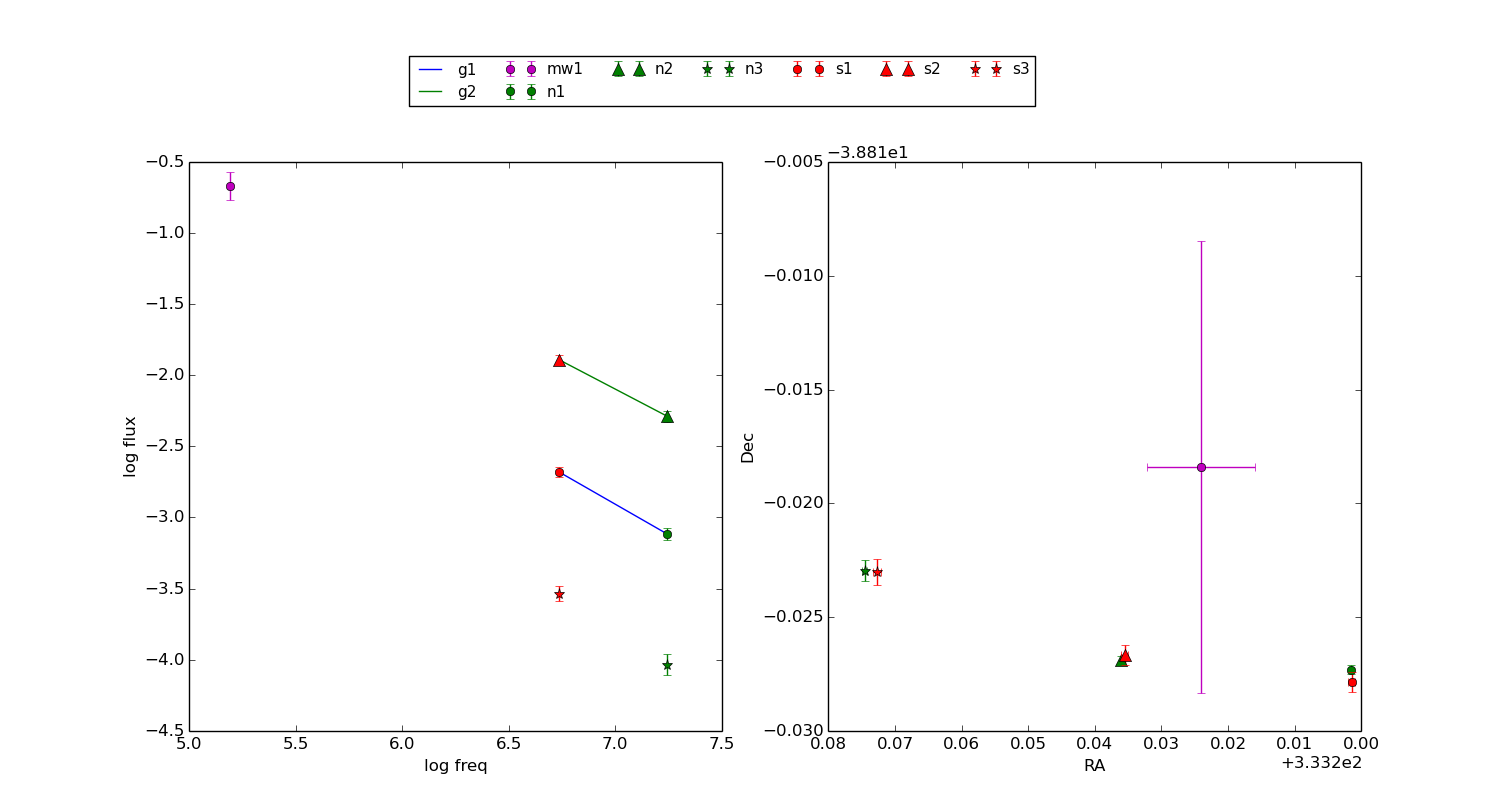 g1 mw1 n2 n3 s1 s2 s3
g2 n1
−0.5
−1.0
−1.5
−2.0
−2.5
−3.0
−3.5
−4.0
−4.5
log flux
5.0 5.5 6.0 6.5 7.0 7.5
log freq
−3.881e1
−0.005
−0.010
−0.015
−0.020
−0.025
−0.030
Dec
0.08 0.07 0.06 0.05 0.04 0.03 0.02 0.01 0.00
RA
+3.332e2